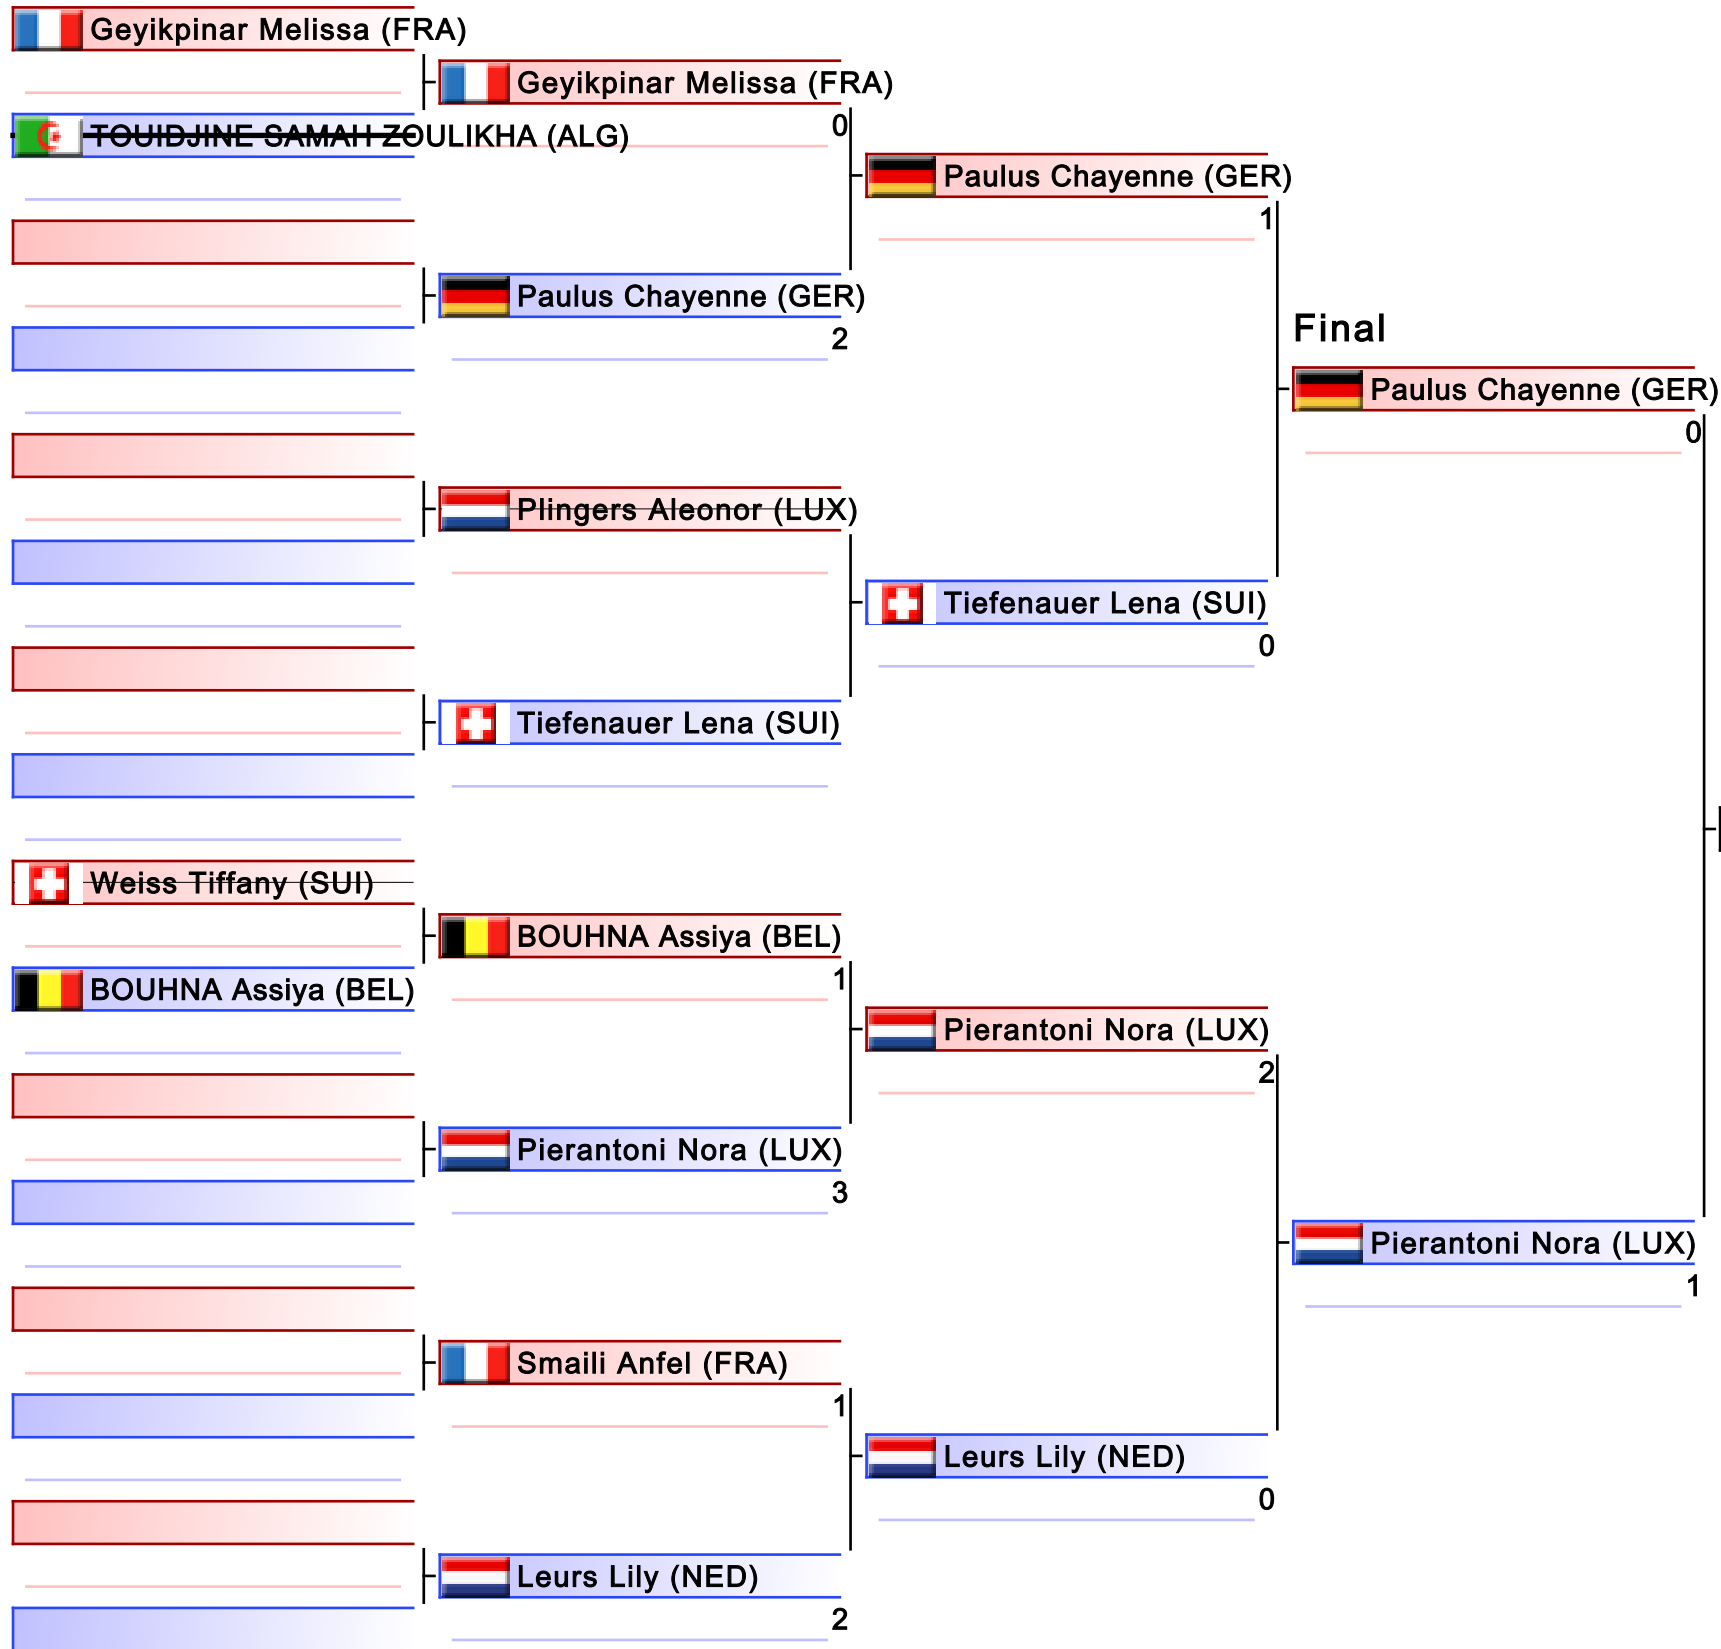 Geyikpinar Melissa (FRA)
Geyikpinar Melissa (FRA)
0
TOUIDJINE SAMAH ZOULIKHA (ALG)
Paulus Chayenne (GER)
1
Paulus Chayenne (GER)
2
Final
Paulus Chayenne (GER)
0
Plingers Aleonor (LUX)
Tiefenauer Lena (SUI)
0
Tiefenauer Lena (SUI)
Weiss Tiffany (SUI)
BOUHNA Assiya (BEL)
1
BOUHNA Assiya (BEL)
Pierantoni Nora (LUX)
2
Pierantoni Nora (LUX)
3
Pierantoni Nora (LUX)
1
Smaili Anfel (FRA)
1
Leurs Lily (NED)
0
Leurs Lily (NED)
2